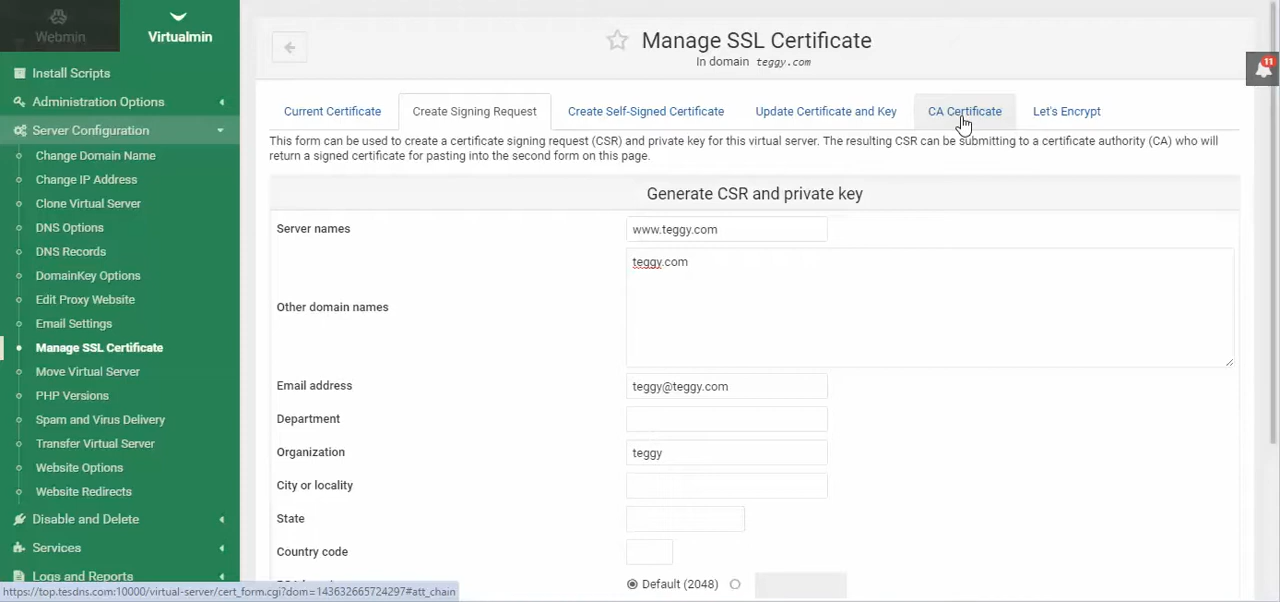 Webmin
Virtualmin
Install Scripts
Administration Options
Server Configuration
Change Domain Name
Change IP Address
Clone Virtual Server
DNS Options
DNS Records
DomainKey Options
Edit Proxy Website
Email Settings
Manage SSL Certificate
Move Virtual Server
PHP Versions
Spam and Virus Delivery
Transfer Virtual Server
Website Options
Website Redirects
Disable and Delete
Services
Logs and Reports
Manage SSL Certificate
In domain teggy.com
11
Current Certificate
Create Signing Request
Create Self-Signed Certificate
Update Certificate and Key
CA Certificate
Let's Encrypt
This form can be used to create a certificate signing request (CSR) and private key for this virtual server. The resulting CSR can be submitting to a certificate authority (CA) who will
return a signed certificate for pasting into the second form on this page.
Generate CSR and private key
Server names
www.teggy.com
Other domain names
teggy.com
Email address
teggy@teggy.com
Department
Organization
teggy
City or locality
State
Country code
Default (2048)
https://top.tesdns.com:10000/virtual-server/cert_form.cgi?dom=143632665724297#att_chain